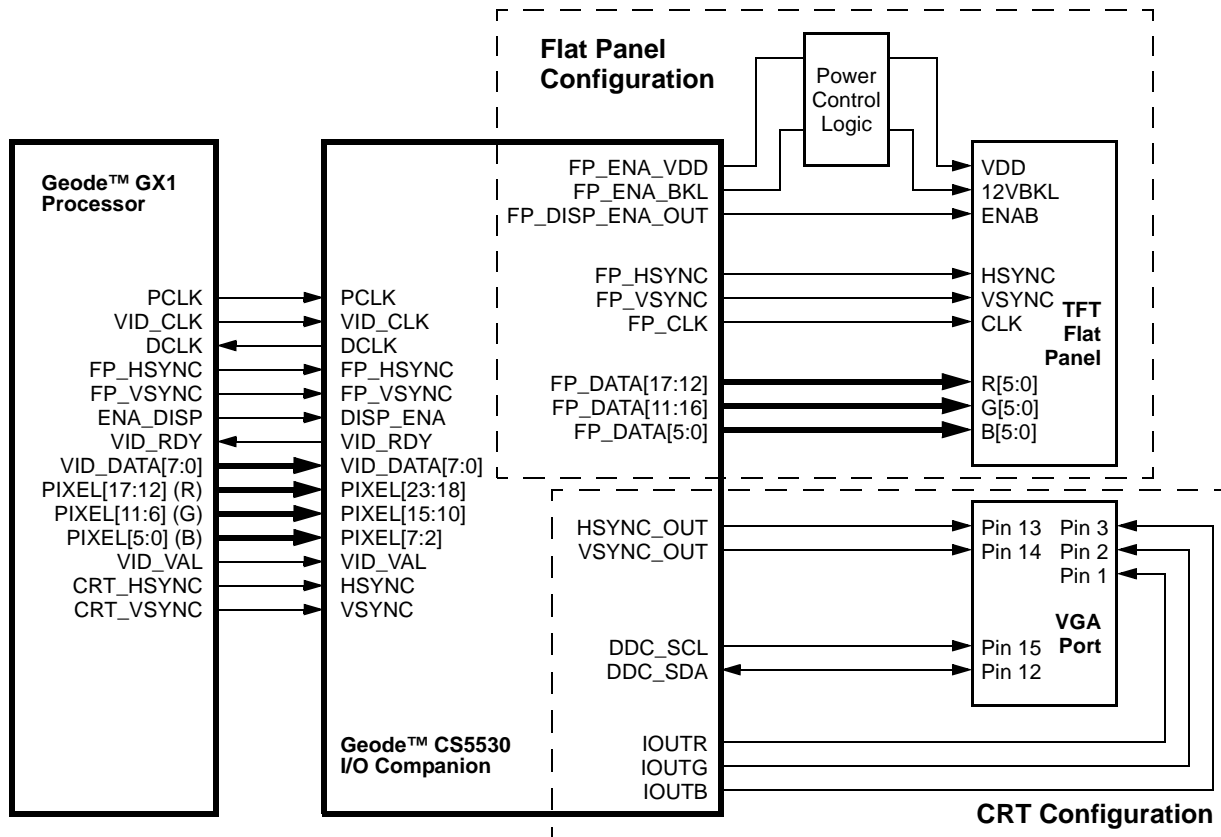 Flat Panel
Configuration
Power
Control
Logic
Geode™ GX1
Processor
PCLK
VID_CLK
DCLK
FP_HSYNC
FP_VSYNC
ENA_DISP
VID_RDY
VID_DATA[7:0]
PIXEL[17:12] (R)
PIXEL[11:6] (G)
PIXEL[5:0] (B)
VID_VAL
CRT_HSYNC
CRT_VSYNC
PCLK
VID_CLK
DCLK
FP_HSYNC
FP_VSYNC
DISP_ENA
VID_RDY
VID_DATA[7:0]
PIXEL[23:18]
PIXEL[15:10]
PIXEL[7:2]
VID_VAL
HSYNC
VSYNC
Geode™ CS5530
I/O Companion
FP_ENA_VDD
FP_ENA_BKL
FP_DISP_ENA_OUT
FP_HSYNC
FP_VSYNC
FP_CLK
FP_DATA[17:12]
FP_DATA[11:16]
FP_DATA[5:0]
HSYNC_OUT
VSYNC_OUT
DDC_SCL
DDC_SDA
IOUTR
IOUTG
IOUTB
VDD
12VBKL
ENAB
HSYNC
VSYNC
CLK
TFT
Flat
Panel
R[5:0]
G[5:0]
B[5:0]
Pin 13 Pin 3
Pin 14 Pin 2
Pin 1
VGA
Port
Pin 15
Pin 12
CRT Configuration